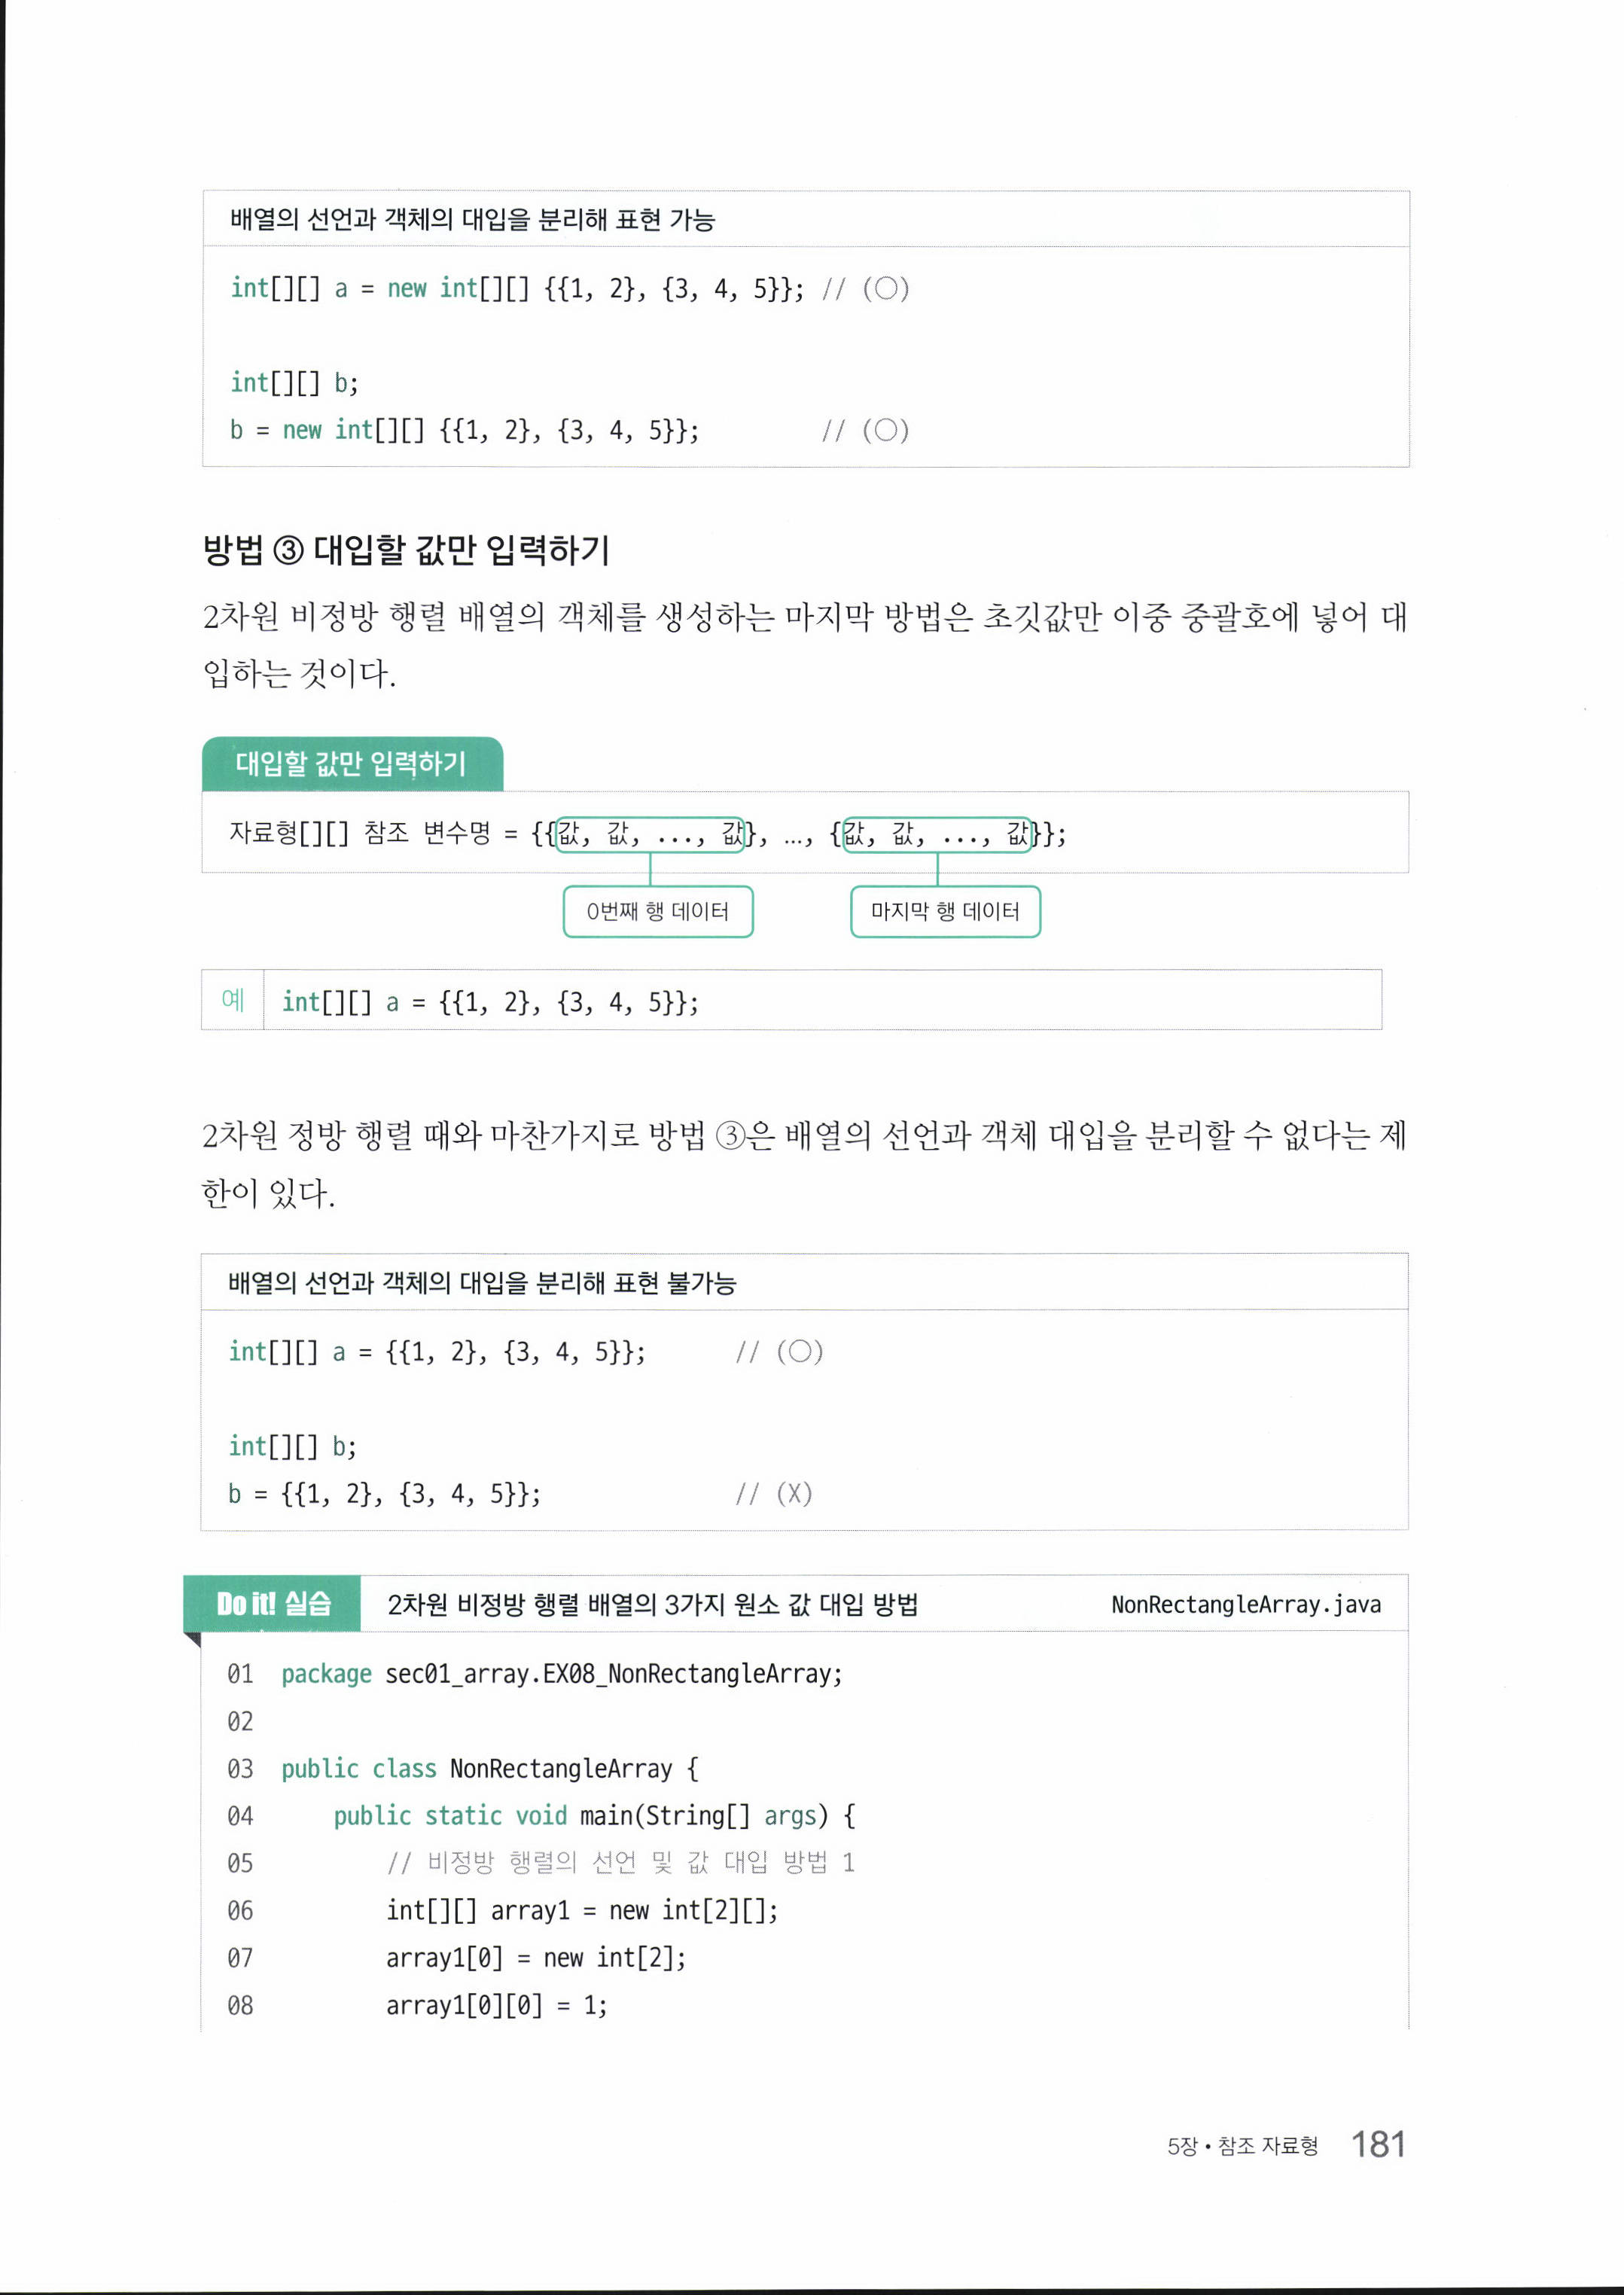 배열의 선언과 객체의 대입을 분리해 표현 가능
int[][] a = new int[][] {{1, 2}, {3, 4, 5}}; // (○)
int[][] b;
b = new int[][] {{1, 2}, {3, 4, 5}}; // (○)
방법 ③ 대입할 값만 입력하기
2차원 비정방 행렬 배열의 객체를 생성하는 마지막 방법은 초깃값만 이중 중괄호에 넣어 대
입하는 것이다.
대입할 값만 입력하기
자료형[][] 참조 변수명 = {{값, 값, ..., 값}, ..., {값, 값, ..., 값}};
0번째 행 데이터 마지막 행 데이터
예 int[][] a = {{1, 2}, {3, 4, 5}};
2차원 정방 행렬 때와 마찬가지로 방법 ③은 배열의 선언과 객체 대입을 분리할 수 없다는 제
한이 있다.
배열의 선언과 객체의 대입을 분리해 표현 불가능
int[][] a = {{1, 2}, {3, 4, 5}}; // (○)
int[][] b;
b = {{1, 2}, {3, 4, 5}}; // (X)
Do it! 실습 2차원 비정방 행렬 배열의 3가지 원소 값 대입 방법 NonRectangleArray.java
01 package sec01_array.EX08_NonRectangleArray;
02
03 public class NonRectangleArray {
04 public static void main(String[] args) {
05 // 비정방 행렬의 선언 및 값 대입 방법 1
06 int[][] array1 = new int[2][];
07 array1[0] = new int[2];
08 array1[0][0] = 1;
5장 • 참조 자료형 181